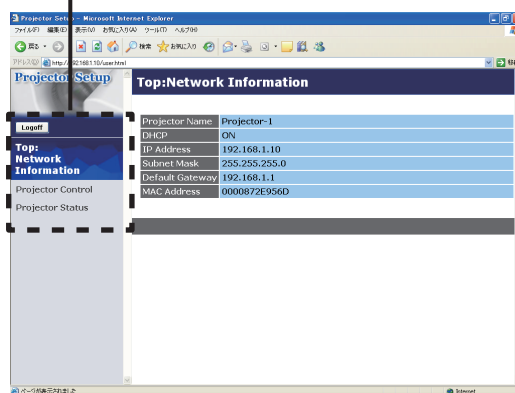 Projector Setup - Microsoft Internet Explorer
ファイル(F) 編集(E) 表示(V) お気に入り(A) ツール(T) ヘルプ(H)
戻る 検索 お気に入り
アドレス(D) http://192.168.1.10/user.html 移動
Projector Setup
Logoff
Top:
Network
Information
Projector Control
Projector Status
Top:Network Information
Projector Name Projector-1
DHCP ON
IP Address 192.168.1.10
Subnet Mask 255.255.255.0
Default Gateway 192.168.1.1
MAC Address 0000872E956D
ページが表示されました Internet